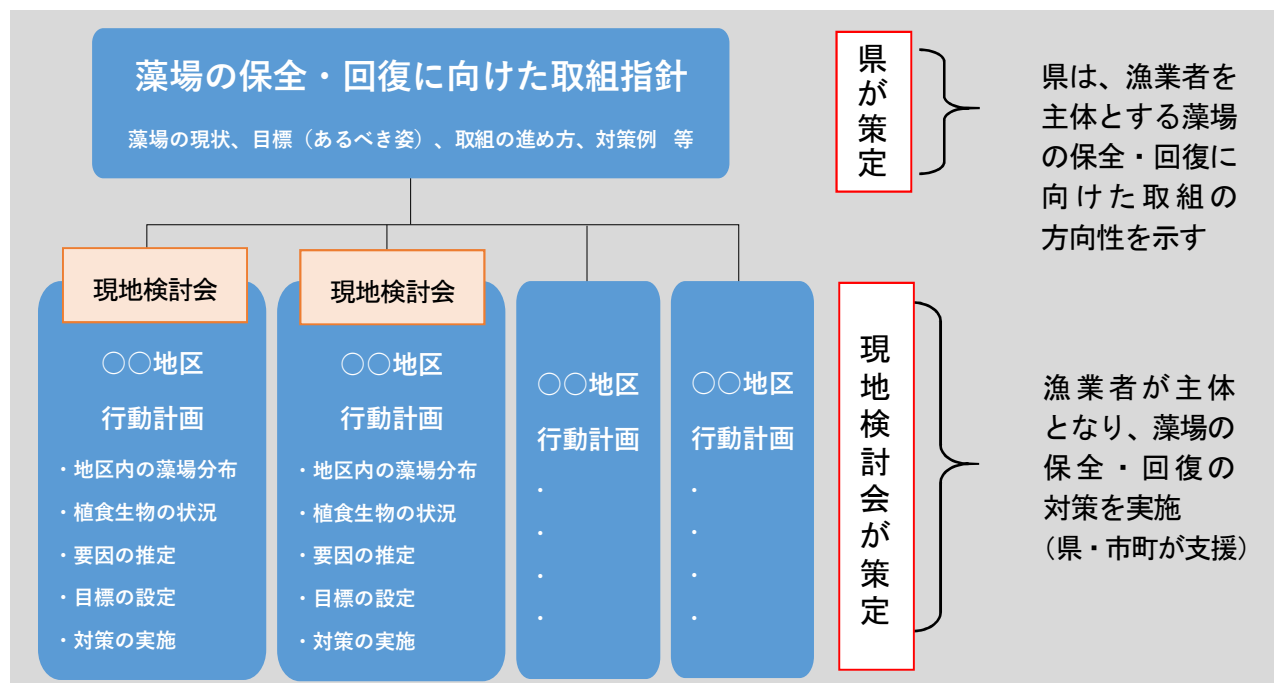 藻場の保全・回復に向けた取組指針
藻場の現状、目標（あるべき姿）、取組の進め方、対策例　等
県が策定
県は、漁業者を
主体とする藻場
の保全・回復に
向けた取組の
方向性を示す
現地検討会
○○地区
行動計画
・地区内の藻場分布
・植食生物の状況
・要因の推定
・目標の設定
・対策の実施
現地検討会
○○地区
行動計画
・地区内の藻場分布
・植食生物の状況
・要因の推定
・目標の設定
・対策の実施
○○地区
行動計画
・
・
・
・
○○地区
行動計画
・
・
・
・
現地検討会が策定
漁業者が主体
となり、藻場の
保全・回復の
対策を実施
（県・市町が支援）